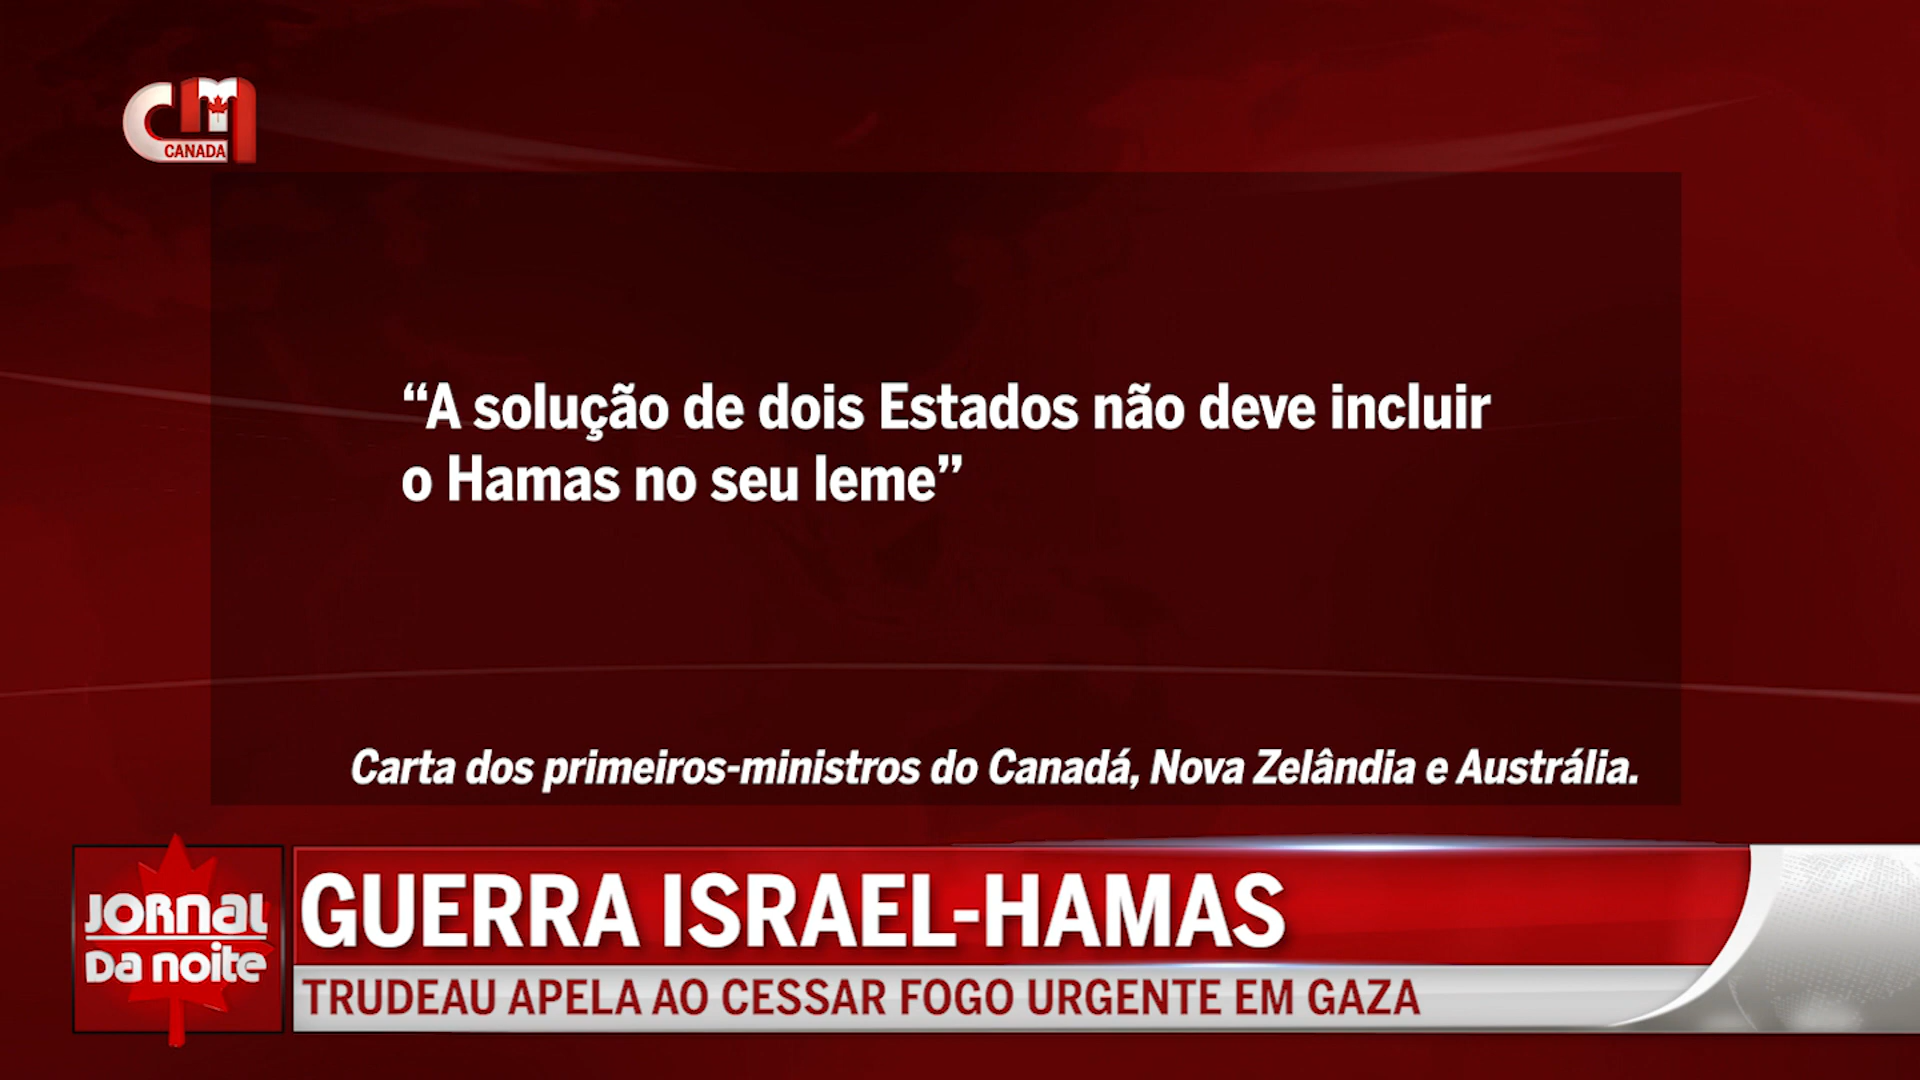 CM
CANADA
“A solução de dois Estados não deve incluir
o Hamas no seu leme”
Carta dos primeiros-ministros do Canadá, Nova Zelândia e Austrália.
JORNAL
DA NOITE
GUERRA ISRAEL-HAMAS
TRUDEAU APELA AO CESSAR FOGO URGENTE EM GAZA